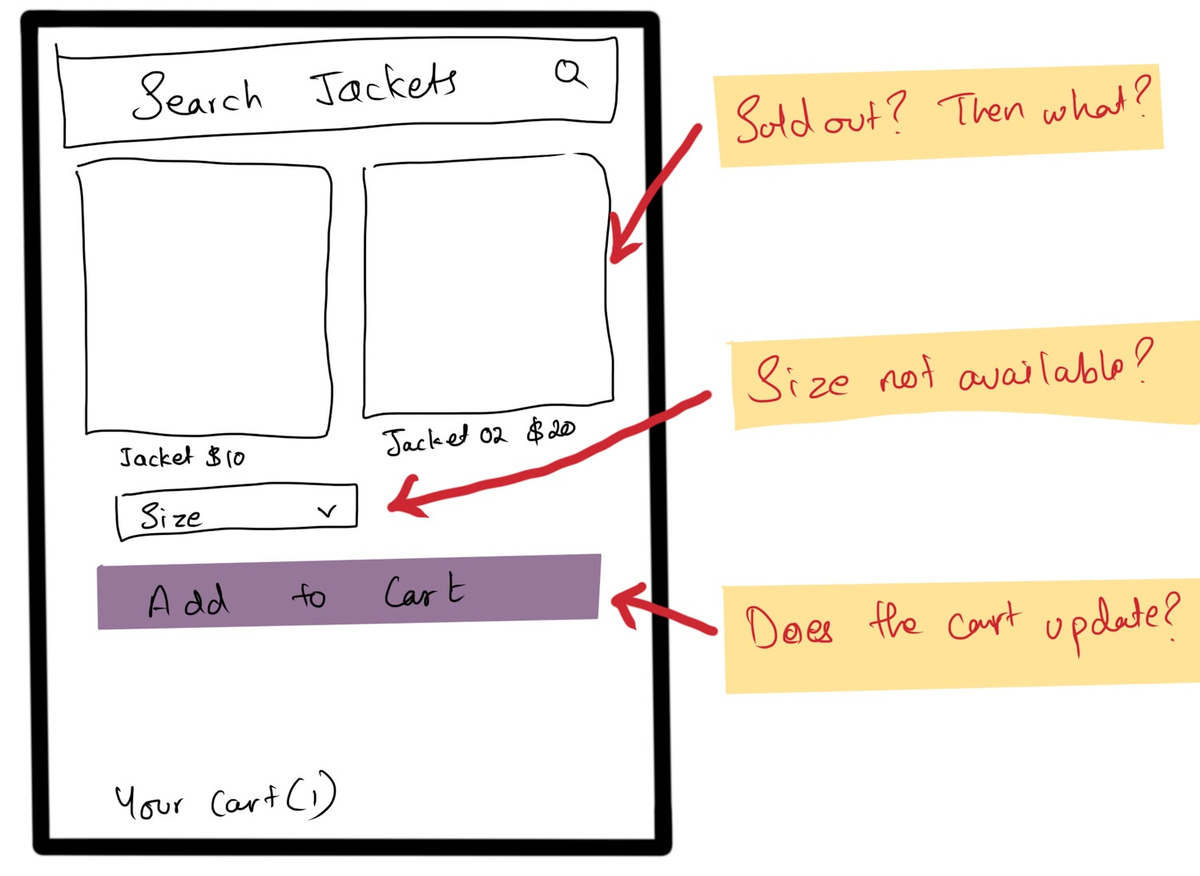 Search Jackets
Sold out? Then what?
Jacket $10
Jacket 02 $20
Size not available?
Size
Add to Cart
Does the cart update?
Your cart (1)